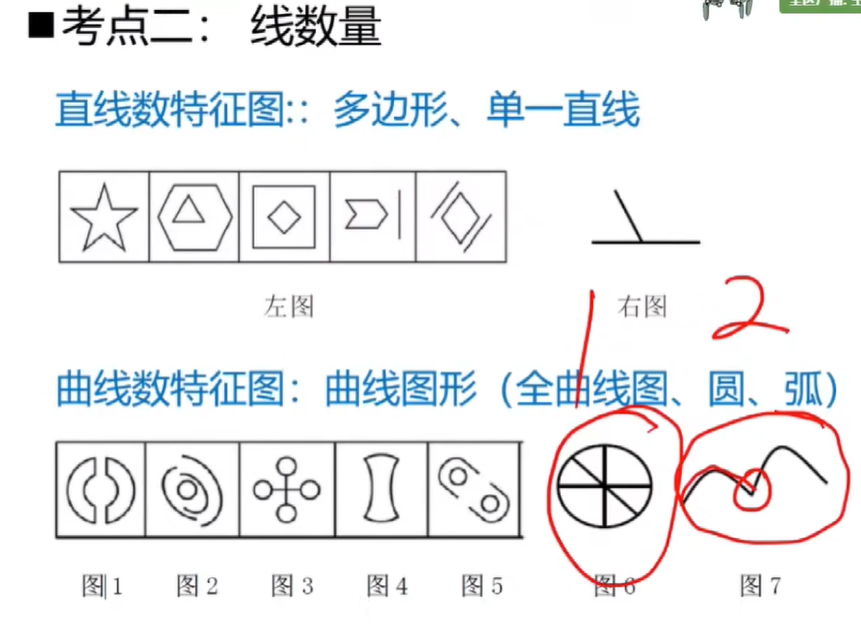 ■考点二： 线数量
直线数特征图：：多边形、单一直线
左图 右图
1 2
曲线数特征图：曲线图形（全曲线图、圆、弧）
图1 图2 图3 图4 图5 图6 图7